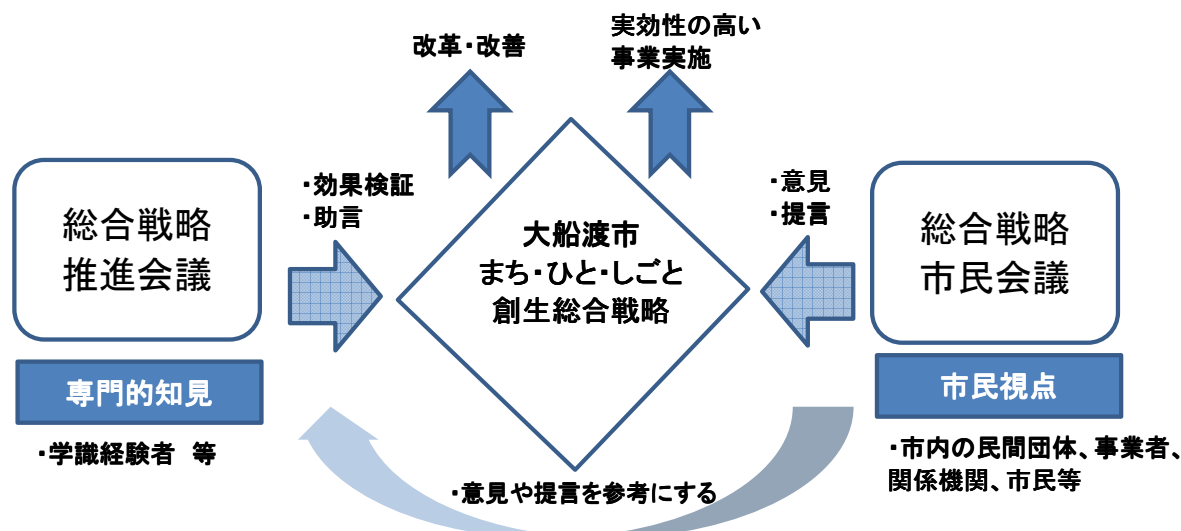 改革・改善
実効性の高い
事業実施
総合戦略
推進会議
・効果検証
・助言
大船渡市
まち・ひと・しごと
創生総合戦略
・意見
・提言
総合戦略
市民会議
専門的知見
・学識経験者 等
市民視点
・市内の民間団体、事業者、
関係機関、市民等
・意見や提言を参考にする